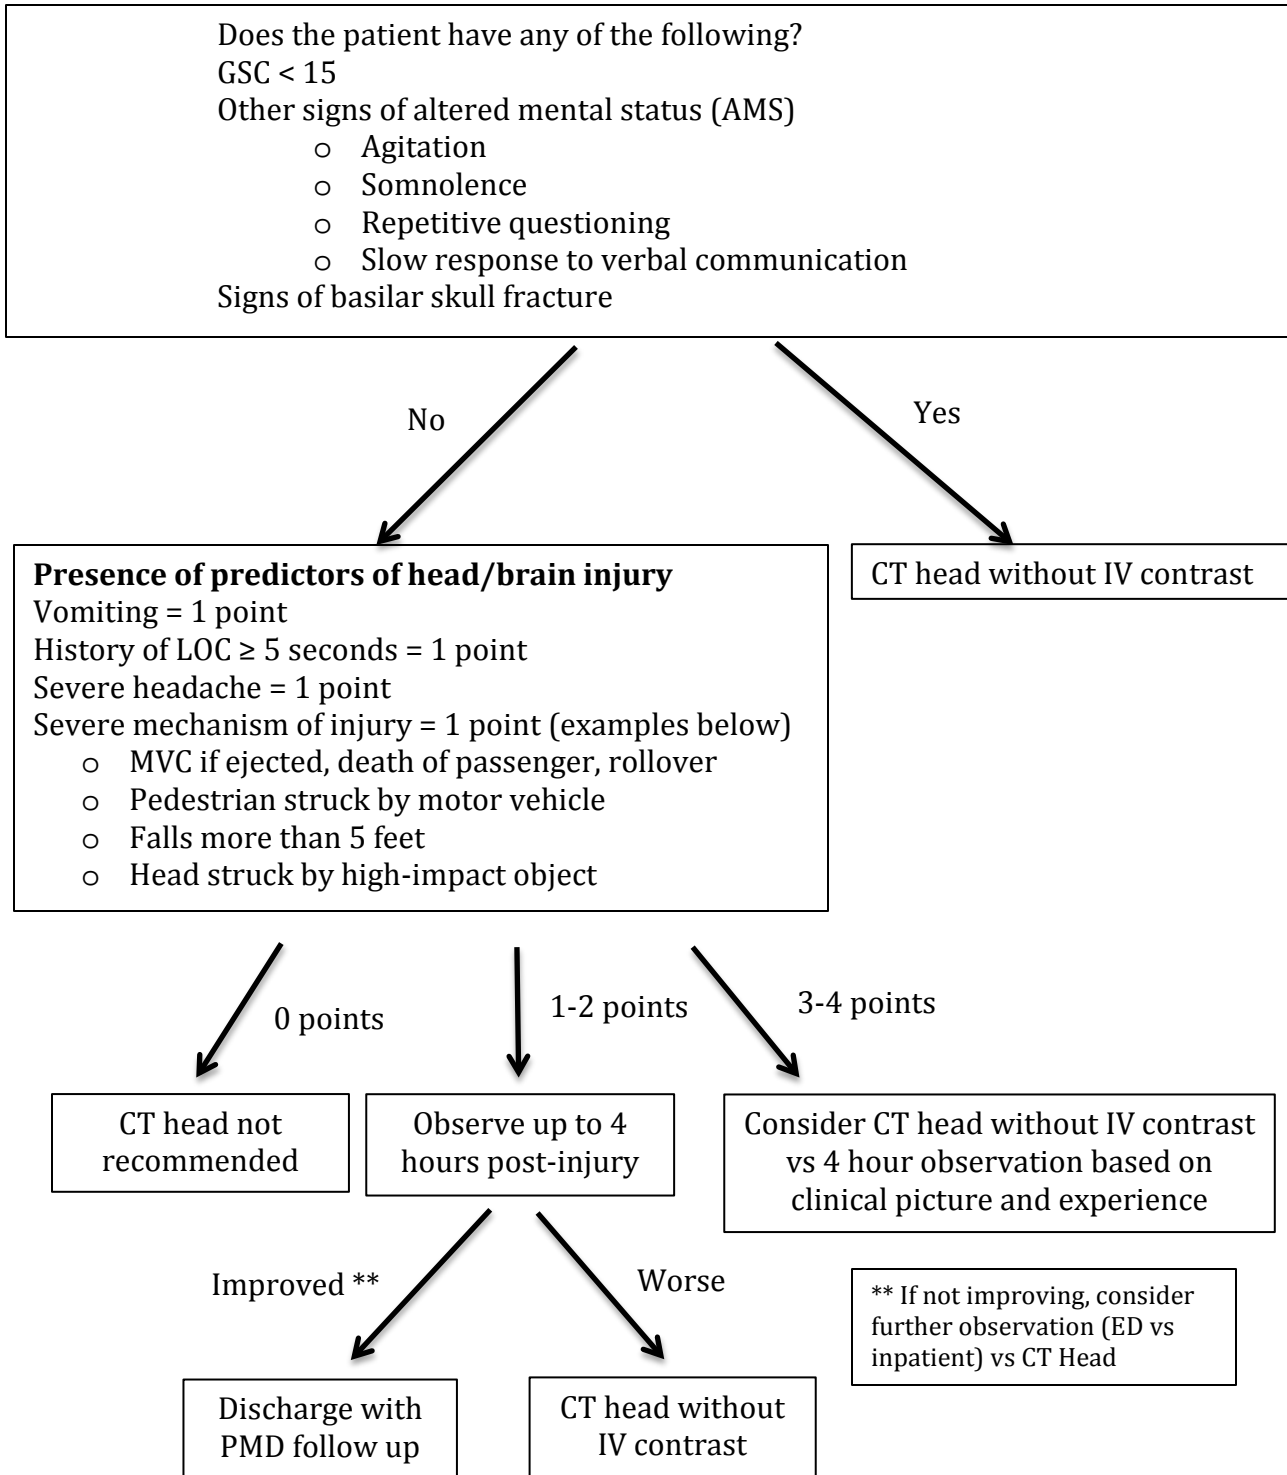 Does the patient have any of the following?
GSC < 15
Other signs of altered mental status (AMS)
o Agitation
o Somnolence
o Repetitive questioning
o Slow response to verbal communication
Signs of basilar skull fracture
No
Yes
Presence of predictors of head/brain injury
Vomiting = 1 point
History of LOC ≥ 5 seconds = 1 point
Severe headache = 1 point
Severe mechanism of injury = 1 point (examples below)
o MVC if ejected, death of passenger, rollover
o Pedestrian struck by motor vehicle
o Falls more than 5 feet
o Head struck by high-impact object
CT head without IV contrast
0 points
1-2 points
3-4 points
CT head not
recommended
Observe up to 4
hours post-injury
Consider CT head without IV contrast
vs 4 hour observation based on
clinical picture and experience
Improved **
Worse
** If not improving, consider
further observation (ED vs
inpatient) vs CT Head
Discharge with
PMD follow up
CT head without
IV contrast